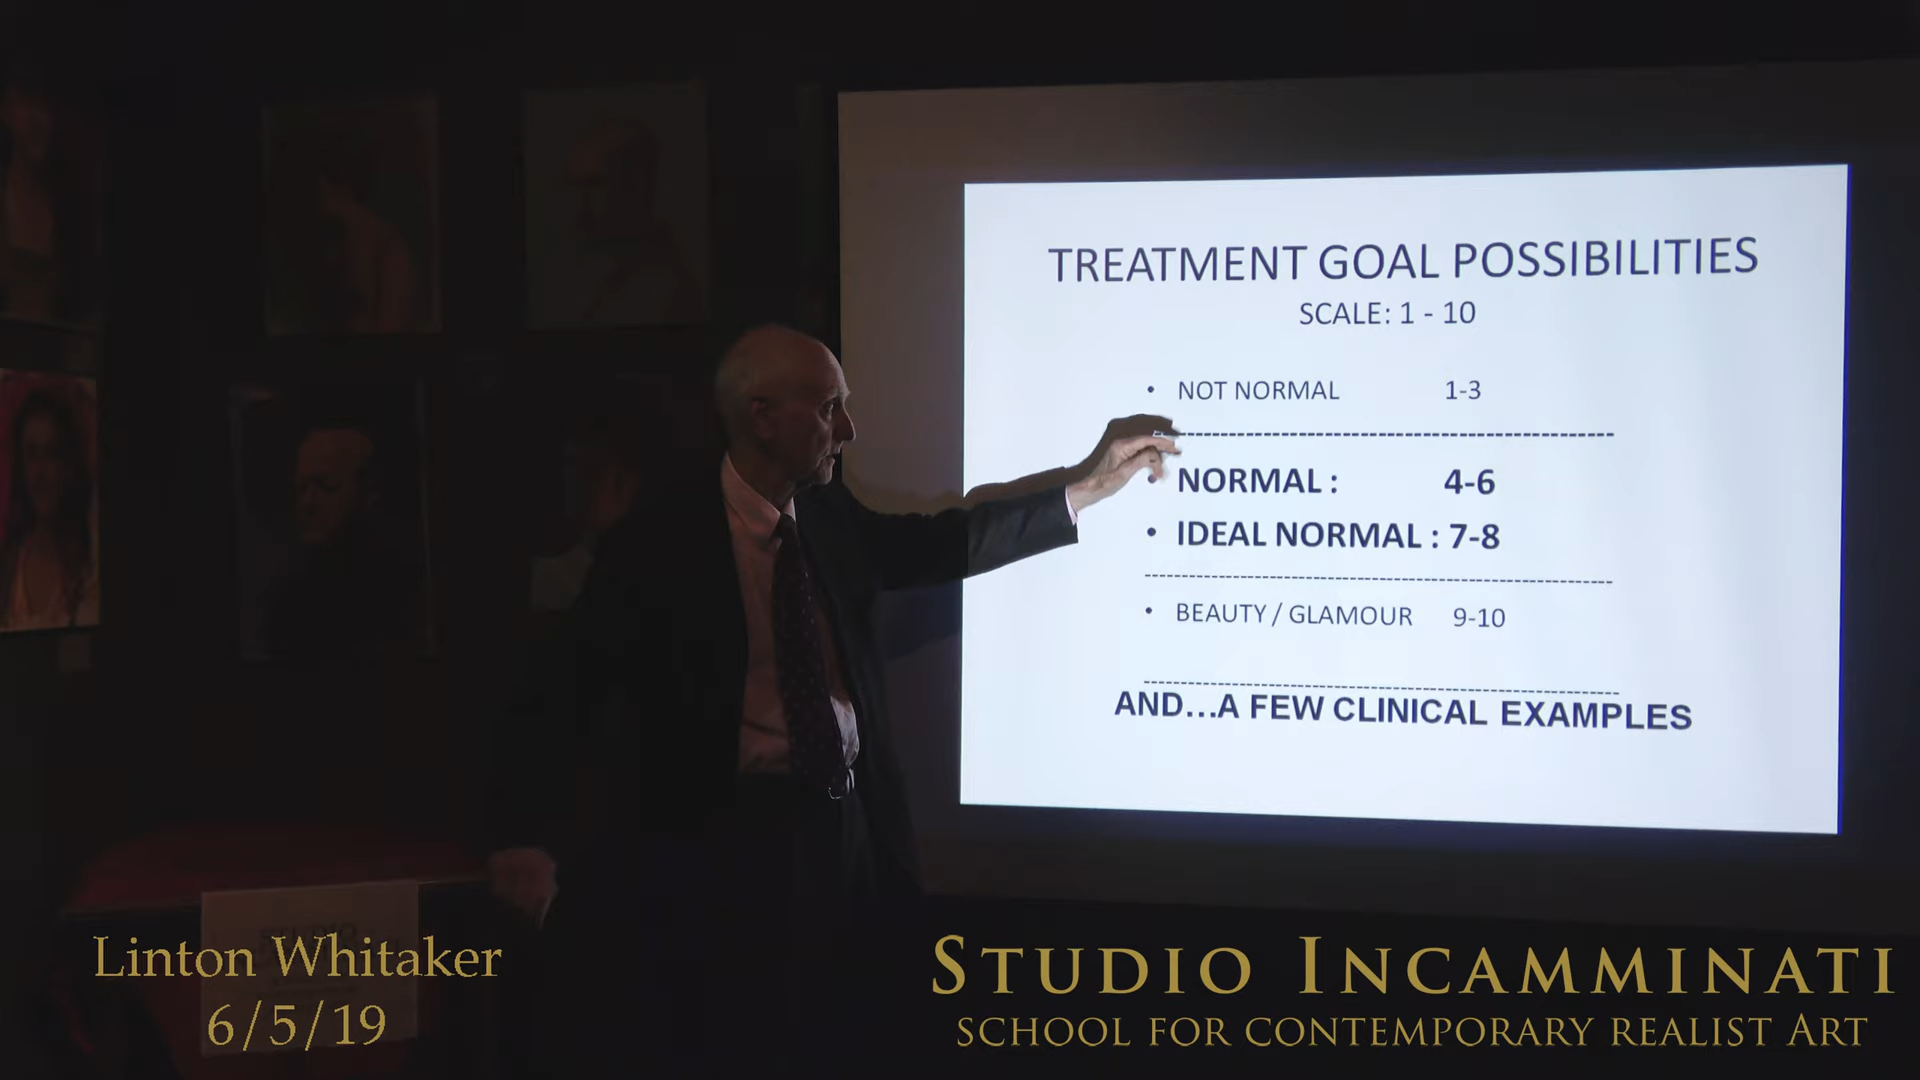 TREATMENT GOAL POSSIBILITIES
SCALE: 1 - 10
• NOT NORMAL 1-3
• NORMAL : 4-6
• IDEAL NORMAL : 7-8
• BEAUTY / GLAMOUR 9-10
AND...A FEW CLINICAL EXAMPLES
Linton Whitaker
6/5/19
STUDIO INCAMMINATI
SCHOOL FOR CONTEMPORARY REALIST ART